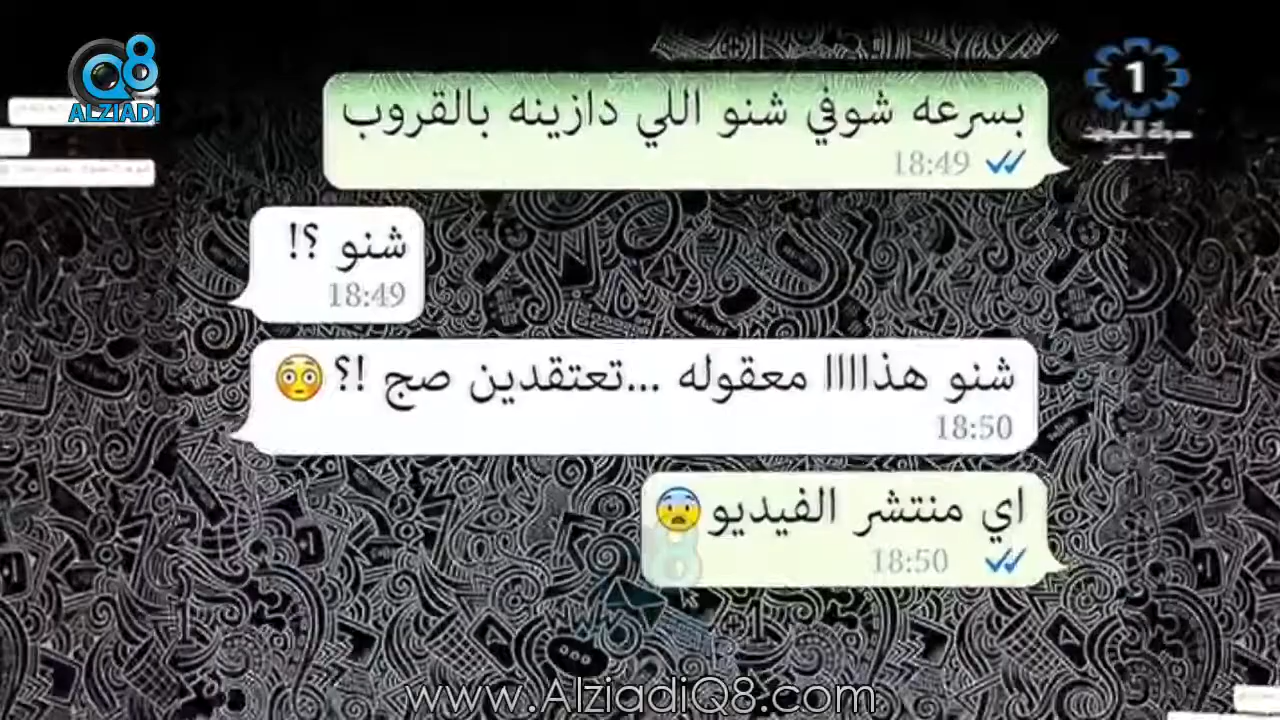 Q8
ALZIADI
1
بسرعه شوفي شنو اللي دازينه بالقروب
18:49
شنو ؟!
18:49
شنو هذاااا معقوله ...تعتقدين صج !؟
18:50
اي منتشر الفيديو
18:50
www.AlziadiQ8.com